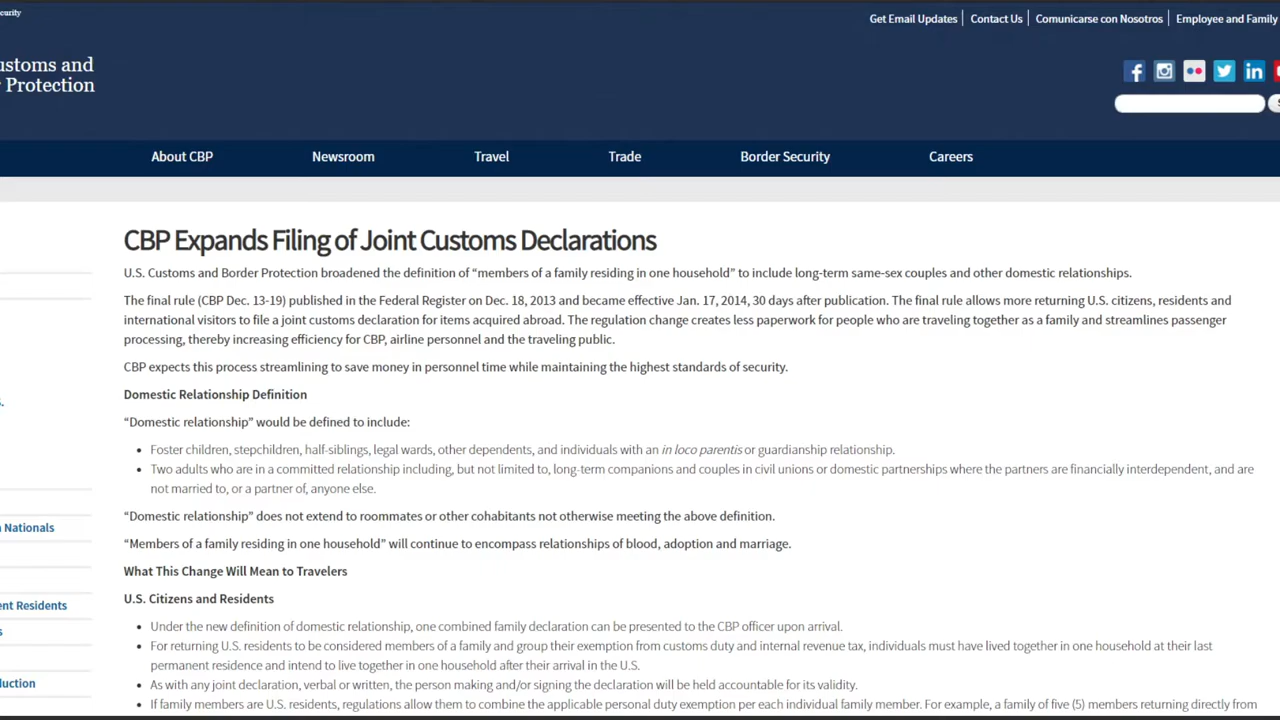 Get Email Updates
Contact Us
Comunicarse con Nosotros
Employee and Family
Customs and
Protection
About CBP
Newsroom
Travel
Trade
Border Security
Careers
CBP Expands Filing of Joint Customs Declarations
U.S. Customs and Border Protection broadened the definition of “members of a family residing in one household” to include long-term same-sex couples and other domestic relationships.
The final rule (CBP Dec. 13-19) published in the Federal Register on Dec. 18, 2013 and became effective Jan. 17, 2014, 30 days after publication. The final rule allows more returning U.S. citizens, residents and
international visitors to file a joint customs declaration for items acquired abroad. The regulation change creates less paperwork for people who are traveling together as a family and streamlines passenger
processing, thereby increasing efficiency for CBP, airline personnel and the traveling public.
CBP expects this process streamlining to save money in personnel time while maintaining the highest standards of security.
Domestic Relationship Definition
“Domestic relationship” would be defined to include:
Foster children, stepchildren, half-siblings, legal wards, other dependents, and individuals with an in loco parentis or guardianship relationship.
Two adults who are in a committed relationship including, but not limited to, long-term companions and couples in civil unions or domestic partnerships where the partners are financially interdependent, and are
not married to, or a partner of, anyone else.
“Domestic relationship” does not extend to roommates or other cohabitants not otherwise meeting the above definition.
Nationals
“Members of a family residing in one household” will continue to encompass relationships of blood, adoption and marriage.
What This Change Will Mean to Travelers
U.S. Citizens and Residents
ent Residents
Under the new definition of domestic relationship, one combined family declaration can be presented to the CBP officer upon arrival.
For returning U.S. residents to be considered members of a family and group their exemption from customs duty and internal revenue tax, individuals must have lived together in one household at their last
permanent residence and intend to live together in one household after their arrival in the U.S.
uction
As with any joint declaration, verbal or written, the person making and/or signing the declaration will be held accountable for its validity.
If family members are U.S. residents, regulations allow them to combine the applicable personal duty exemption per each individual family member. For example, a family of five (5) members returning directly from